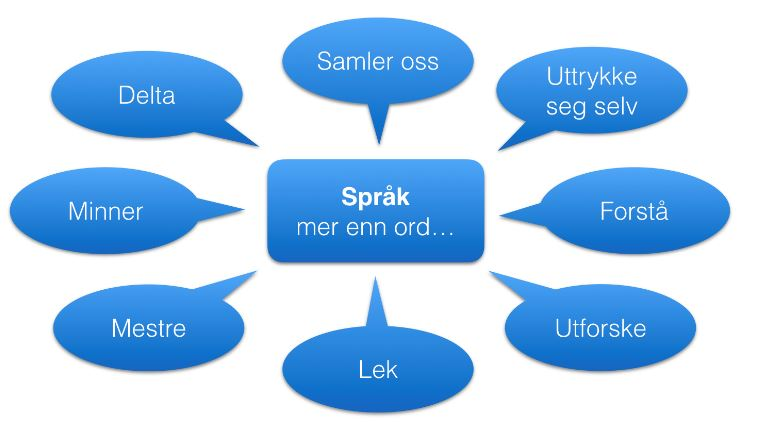 Samler oss
Delta
Uttrykke
seg selv
Minner
Språk
mer enn ord...
Forstå
Mestre
Utforske
Lek